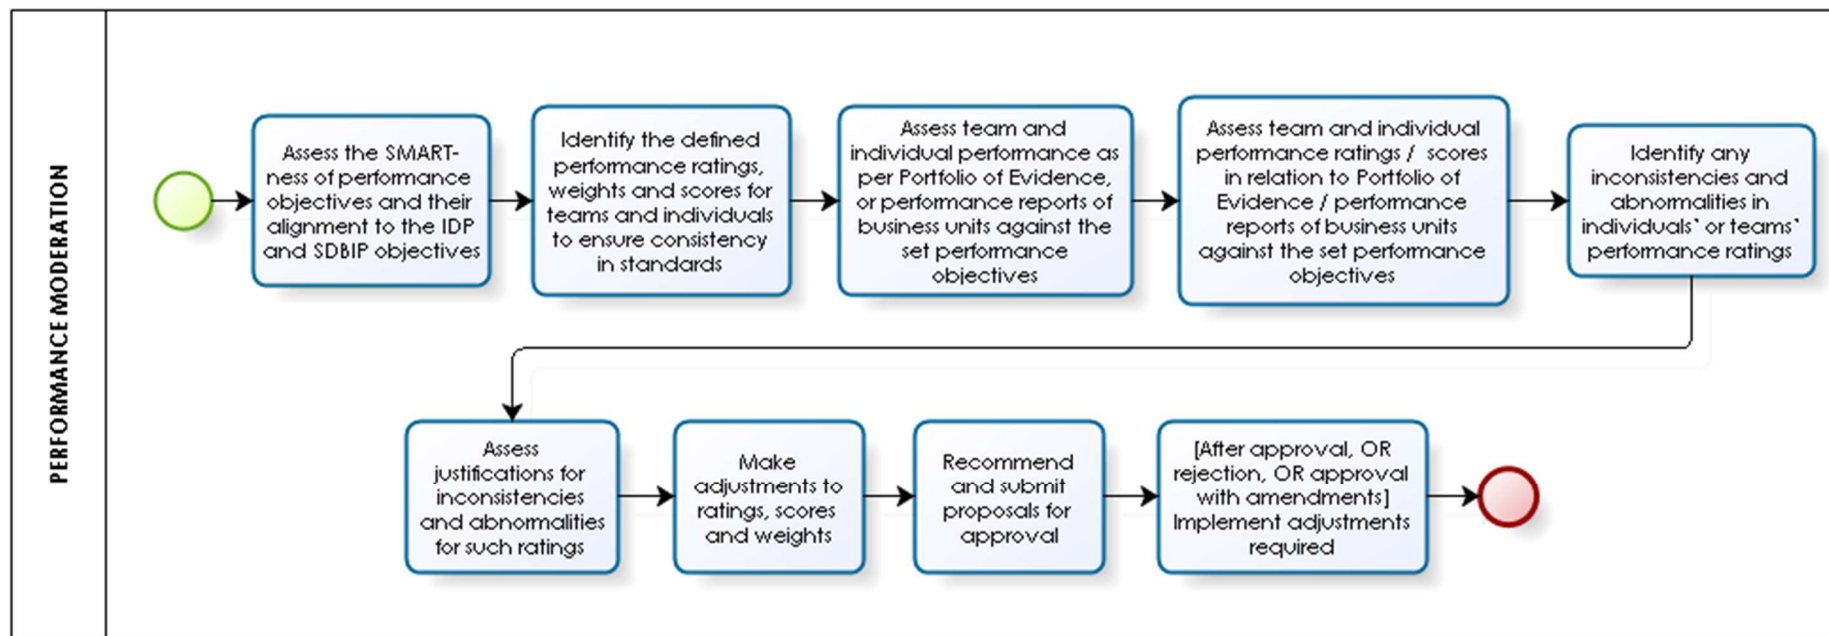 PERFORMANCE MODERATION
Assess the SMART-
ness of performance
objectives and their
alignment to the IDP
and SDBIP objectives
Identify the defined
performance ratings,
weights and scores for
teams and individuals
to ensure consistency
in standards
Assess team and
individual performance as
per Portfolio of Evidence,
or performance reports of
business units against the
set performance
objectives
Assess team and individual
performance ratings / scores
in relation to Portfolio of
Evidence / performance
reports of business units
against the set performance
objectives
Identify any
inconsistencies and
abnormalities in
individuals' or teams'
performance ratings
Assess
justifications for
inconsistencies
and abnormalities
for such ratings
Make
adjustments to
ratings, scores
and weights
Recommend
and submit
proposals for
approval
[After approval, OR
rejection, OR approval
with amendments]
Implement adjustments
required